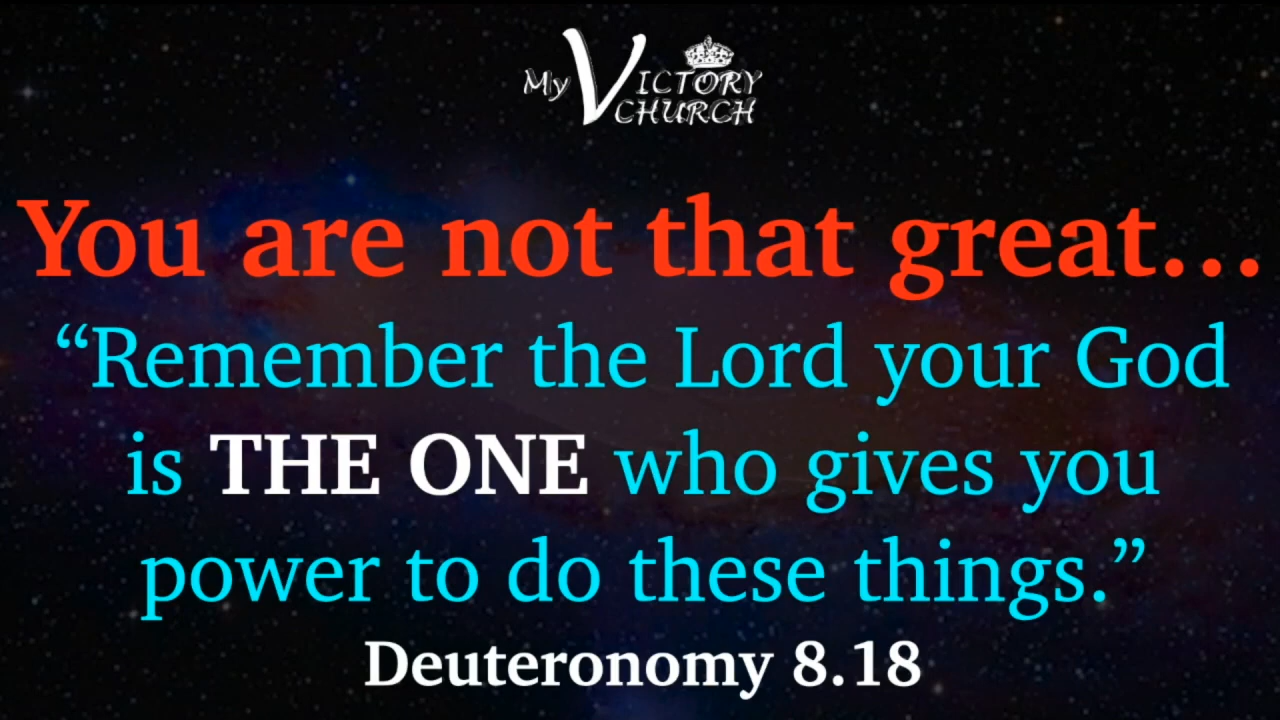 My VICTORY
CHURCH
You are not that great...
“Remember the Lord your God
is THE ONE who gives you
power to do these things.”
Deuteronomy 8.18